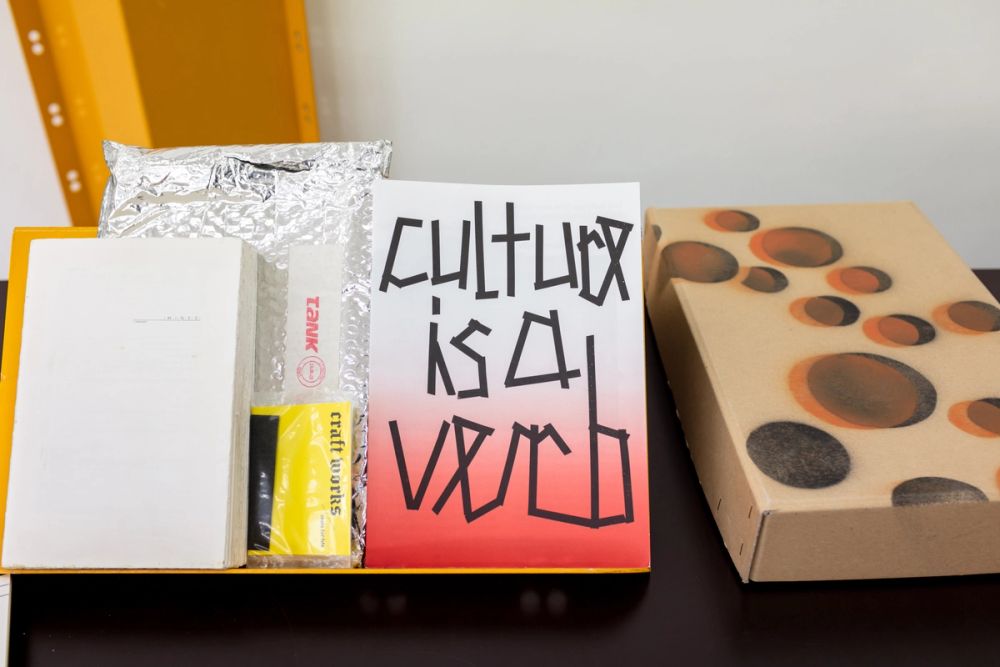 TANK
craft works
culture
is a
verb